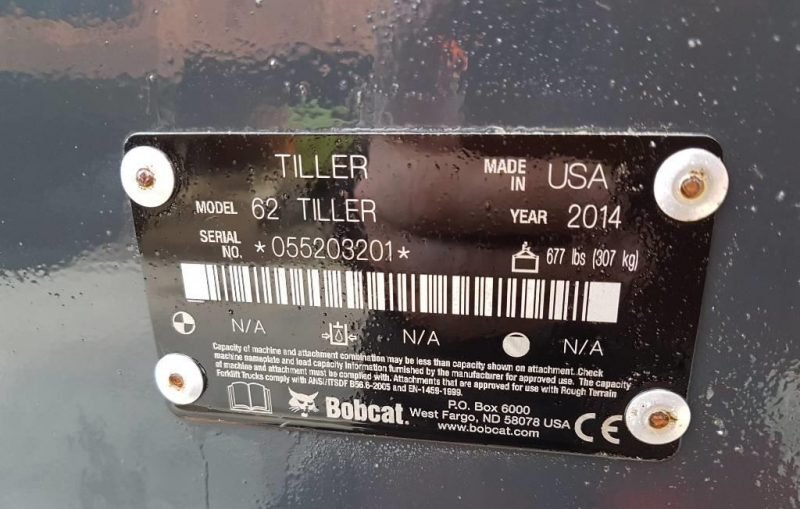 TILLER MADE IN USA
MODEL 62 TILLER YEAR 2014
SERIAL NO. *055203201* 677 lbs (307 kg)
N/A N/A N/A
Capacity of machine and attachment combination may be less than capacity shown on attachment. Check
machine nameplate and load capacity information furnished by the manufacturer for approved use. The capacity
of machine and attachment must be complied with. Attachments that are approved for use with Rough Terrain
Forklift Trucks comply with ANSI/ITSDF B56.6-2005 and EN-1459-1999.
Bobcat.
P.O. Box 6000
West Fargo, ND 58078 USA
www.bobcat.com
CE